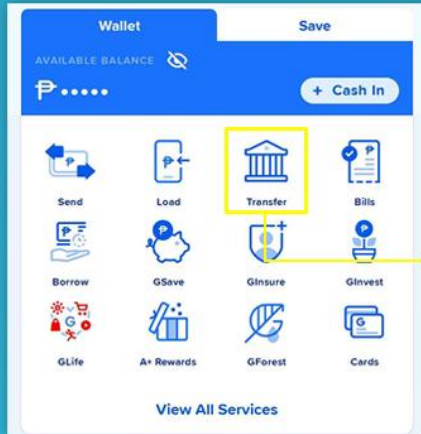 Wallet Save
AVAILABLE BALANCE
₱•••••
+ Cash In
Send Load Transfer Bills
Borrow GSave GInsure GInvest
GLife A+ Rewards GForest Cards
View All Services